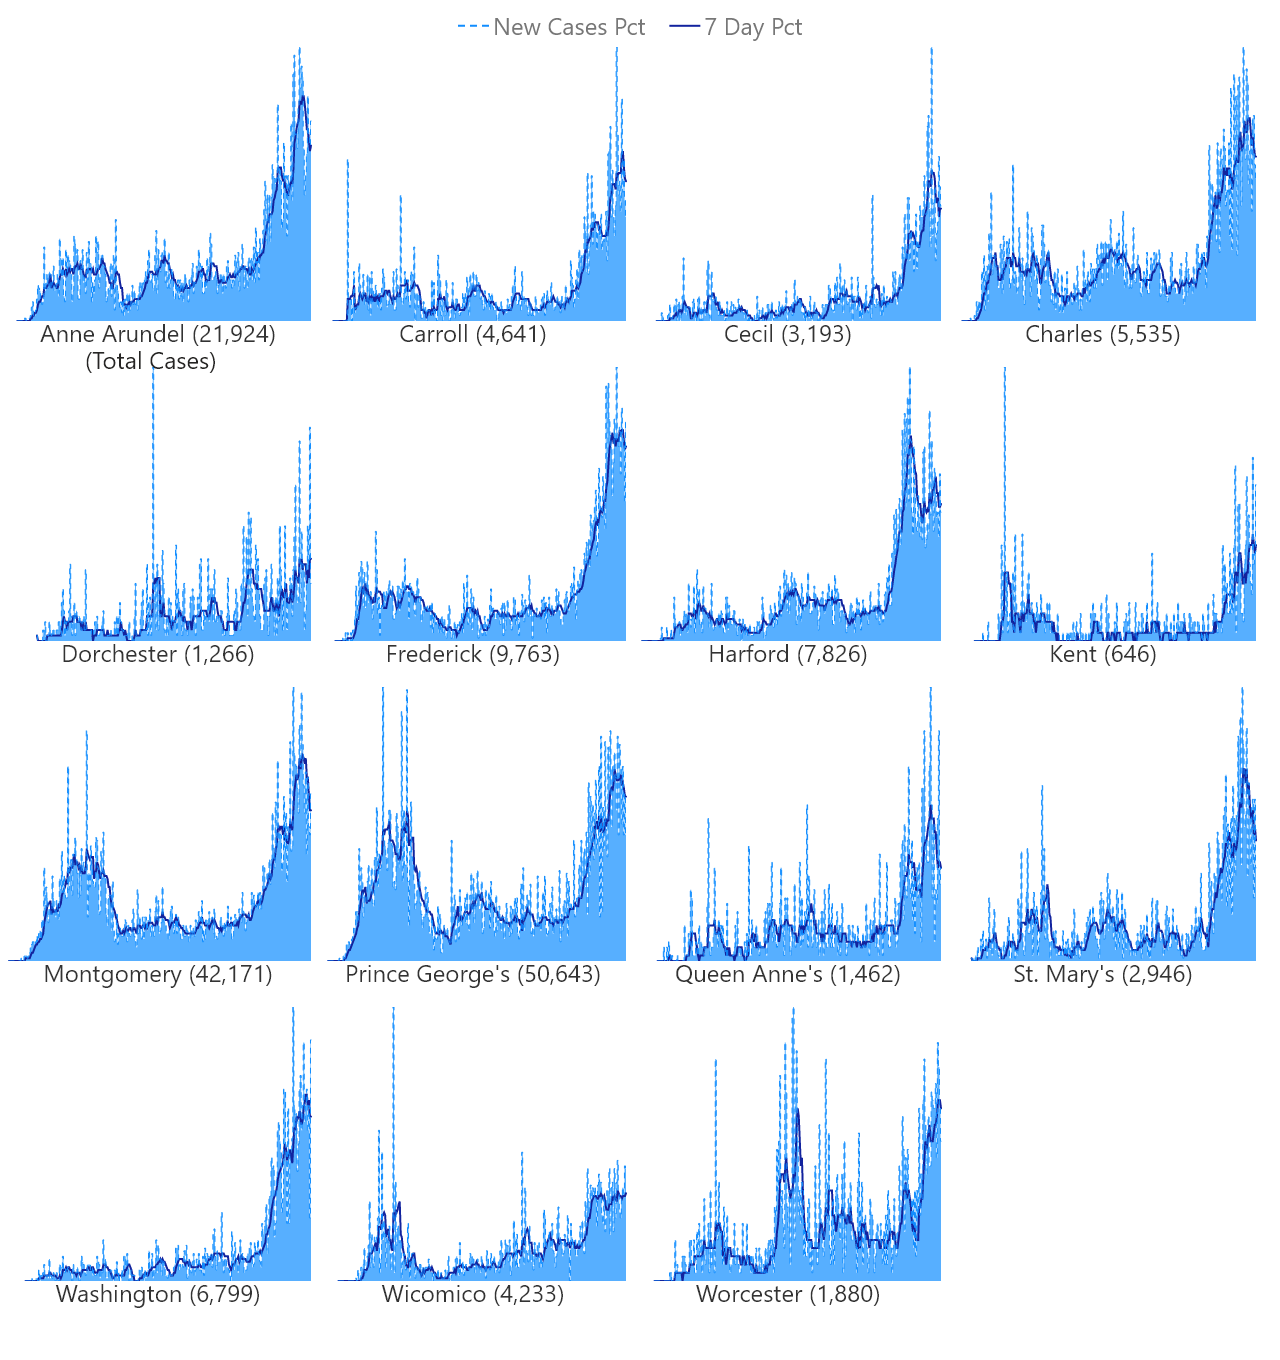 New Cases Pct 7 Day Pct
Anne Arundel (21,924) Carroll (4,641) Cecil (3,193) Charles (5,535)
(Total Cases)
Dorchester (1,266) Frederick (9,763) Harford (7,826) Kent (646)
Montgomery (42,171) Prince George's (50,643) Queen Anne's (1,462) St. Mary's (2,946)
Washington (6,799) Wicomico (4,233) Worcester (1,880)